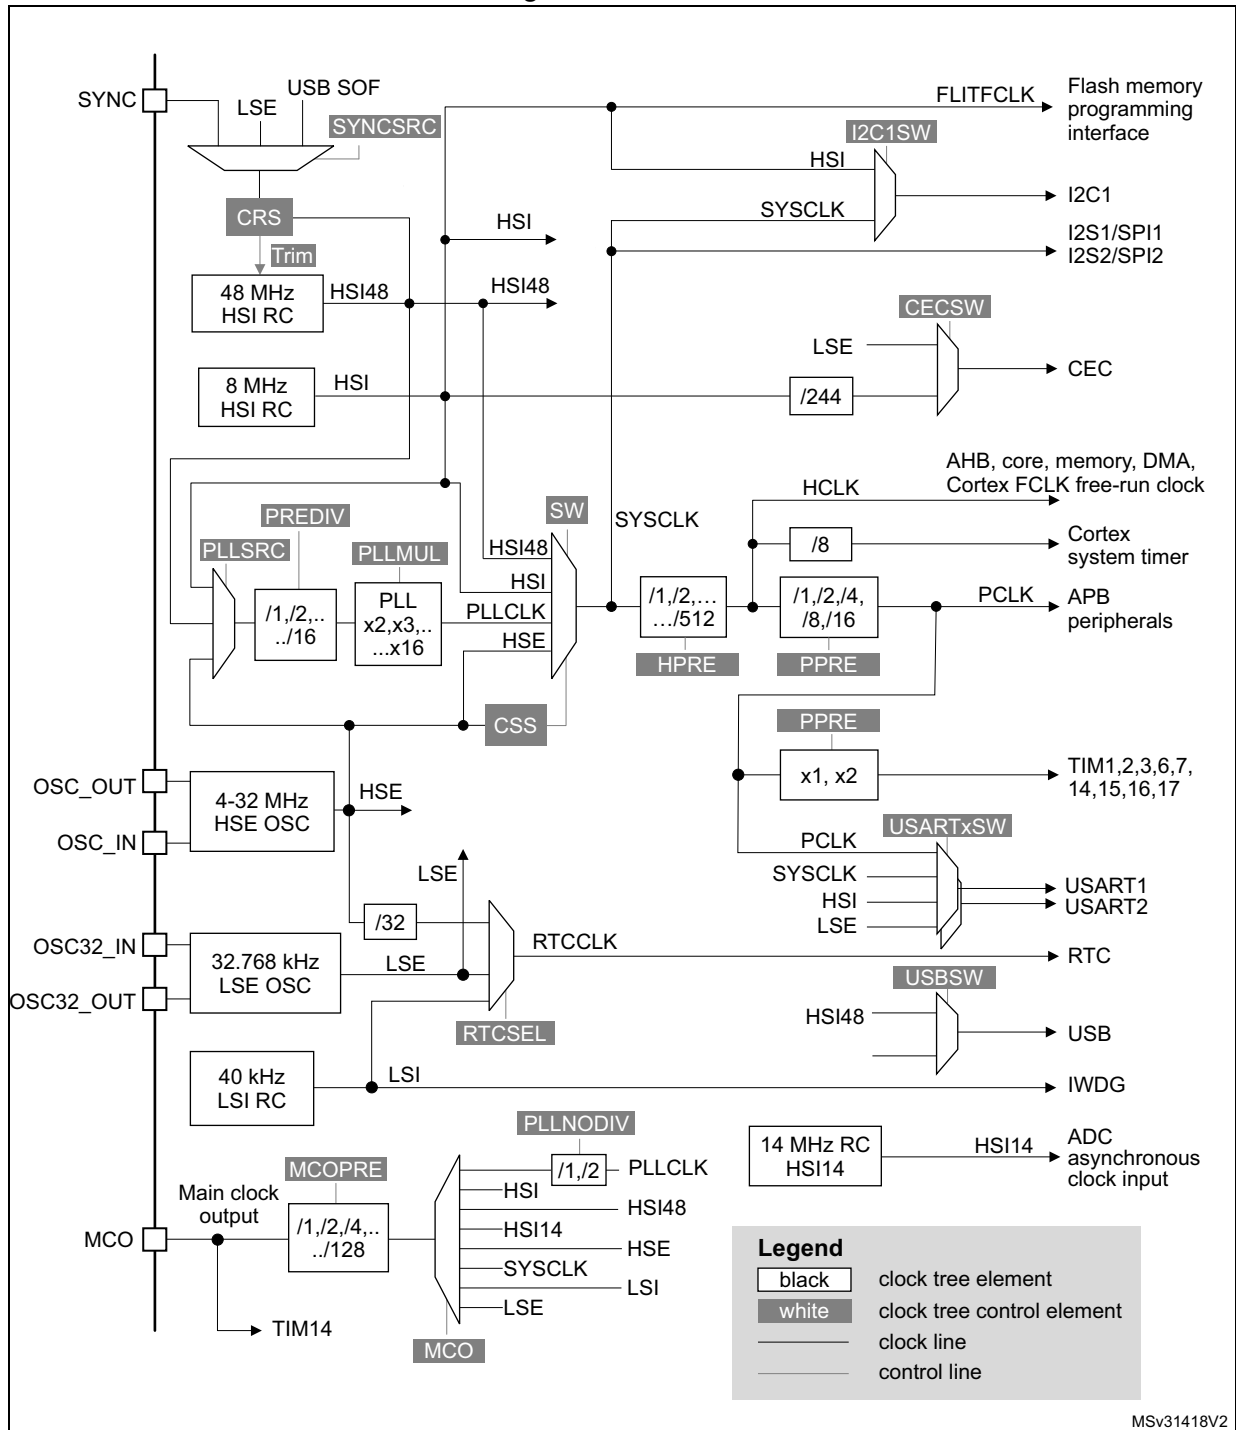 SYNC
LSE
USB SOF
SYNCSRC
CRS
Trim
48 MHz
HSI RC
HSI48
HSI
HSI48
8 MHz
HSI RC
HSI
FLITFCLK
Flash memory
programming
interface
I2C1SW
HSI
SYSCLK
I2C1
I2S1/SPI1
I2S2/SPI2
CECSW
LSE
/244
CEC
AHB, core, memory, DMA,
Cortex FCLK free-run clock
HCLK
/8
Cortex
system timer
PREDIV
PLLSRC
PLLMUL
/1,/2,..
../16
PLL
x2,x3,..
...x16
SW
HSI48
HSI
PLLCLK
HSE
SYSCLK
/1,/2,…
…/512
HPRE
/1,/2,/4,
/8,/16
PPRE
PCLK
APB
peripherals
CSS
PPRE
x1, x2
TIM1,2,3,6,7,
14,15,16,17
OSC_OUT
OSC_IN
4-32 MHz
HSE OSC
HSE
LSE
/32
USARTxSW
PCLK
SYSCLK
HSI
LSE
USART1
USART2
OSC32_IN
OSC32_OUT
32.768 kHz
LSE OSC
LSE
RTCCLK
RTC
RTCSEL
USBSW
HSI48
USB
40 kHz
LSI RC
LSI
IWDG
14 MHz RC
HSI14
HSI14
ADC
asynchronous
clock input
PLLNODIV
/1,/2
PLLCLK
HSI
HSI48
HSI14
HSE
SYSCLK
LSI
LSE
MCO
MCOPRE
/1,/2,/4,..
../128
Main clock
output
MCO
TIM14
Legend
black
clock tree element
white
clock tree control element
clock line
control line
MSv31418V2